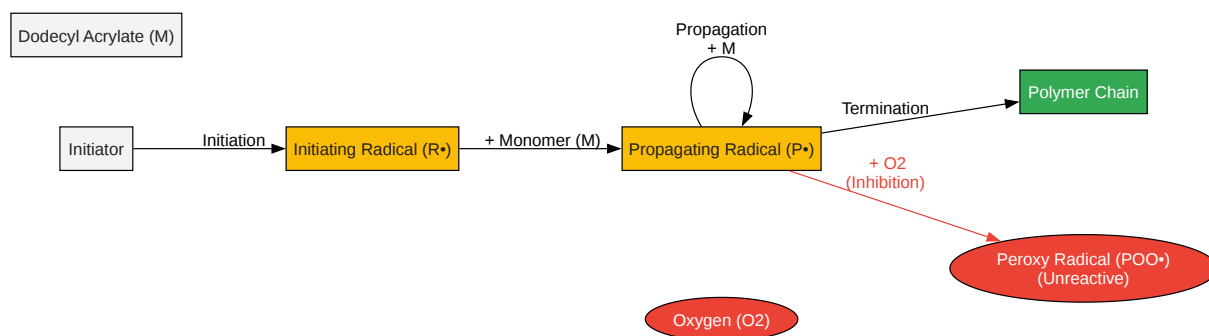 Dodecyl Acrylate (M)
Propagation
+ M
Polymer Chain
Termination
Initiator
Initiation
Initiating Radical (R•)
+ Monomer (M)
Propagating Radical (P•)
+ O2
(Inhibition)
Peroxy Radical (POO•)
(Unreactive)
Oxygen (O2)